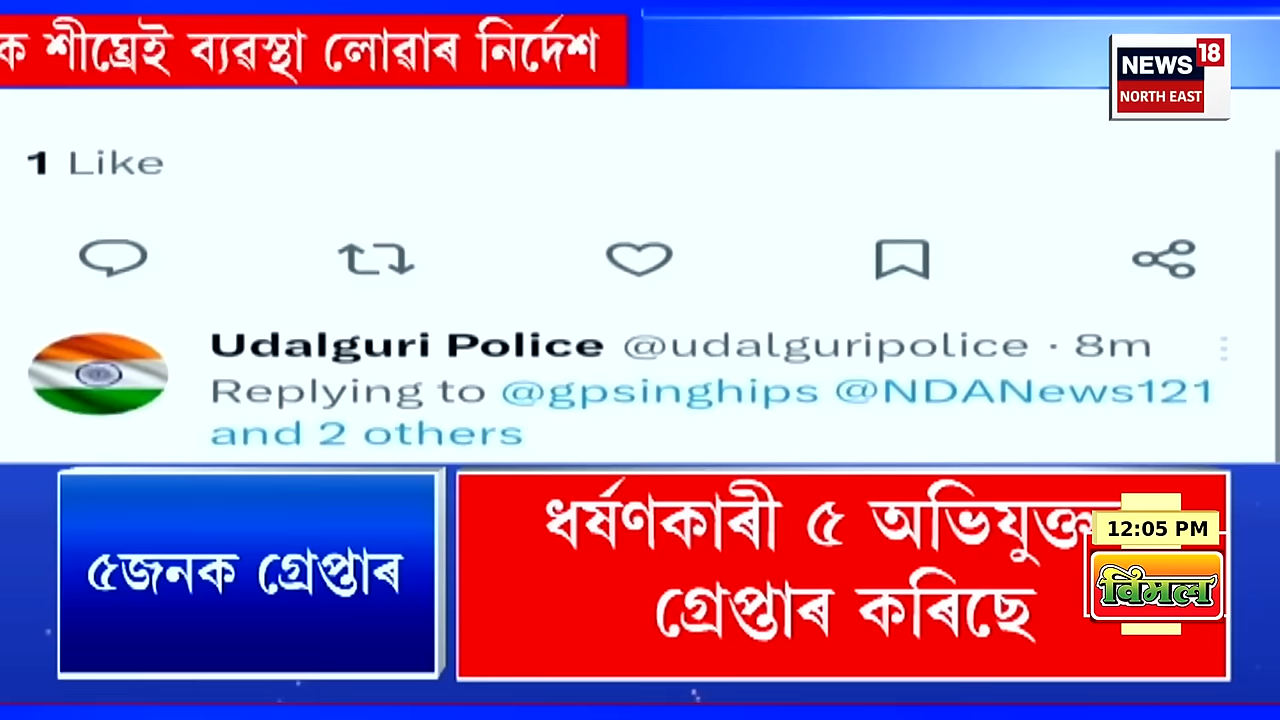 ক শীঘ্ৰেই ব্যৱস্থা লোৱাৰ নিৰ্দেশ
NEWS 18
NORTH EAST
1 Like
Udalguri Police @udalguripolice · 8m
Replying to @gpsinghips @NDANews121
and 2 others
৫জনক গ্ৰেপ্তাৰ
ধৰ্ষণকাৰী ৫ অভিযুক্তক
গ্ৰেপ্তাৰ কৰিছে
12:05 PM
विमल